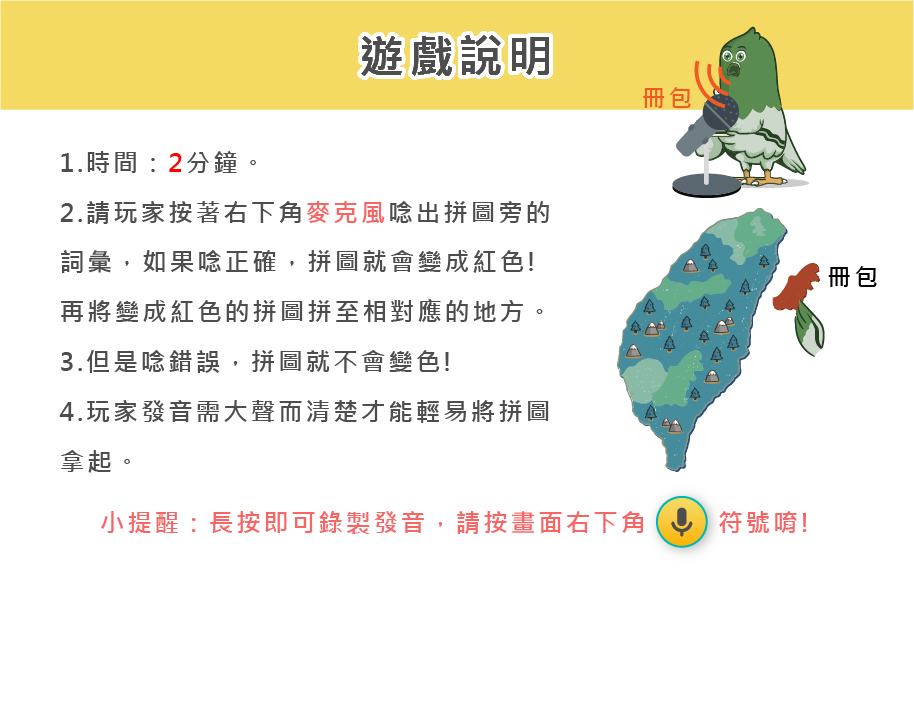 遊戲說明
冊包
1.時間：2分鐘。
2.請玩家按著右下角麥克風唸出拼圖旁的
詞彙，如果唸正確，拼圖就會變成紅色!
冊包
再將變成紅色的拼圖拼至相對應的地方。
3.但是唸錯誤，拼圖就不會變色!
4.玩家發音需大聲而清楚才能輕易將拼圖
拿起。
小提醒：長按即可錄製發音，請按畫面右下角 符號唷!